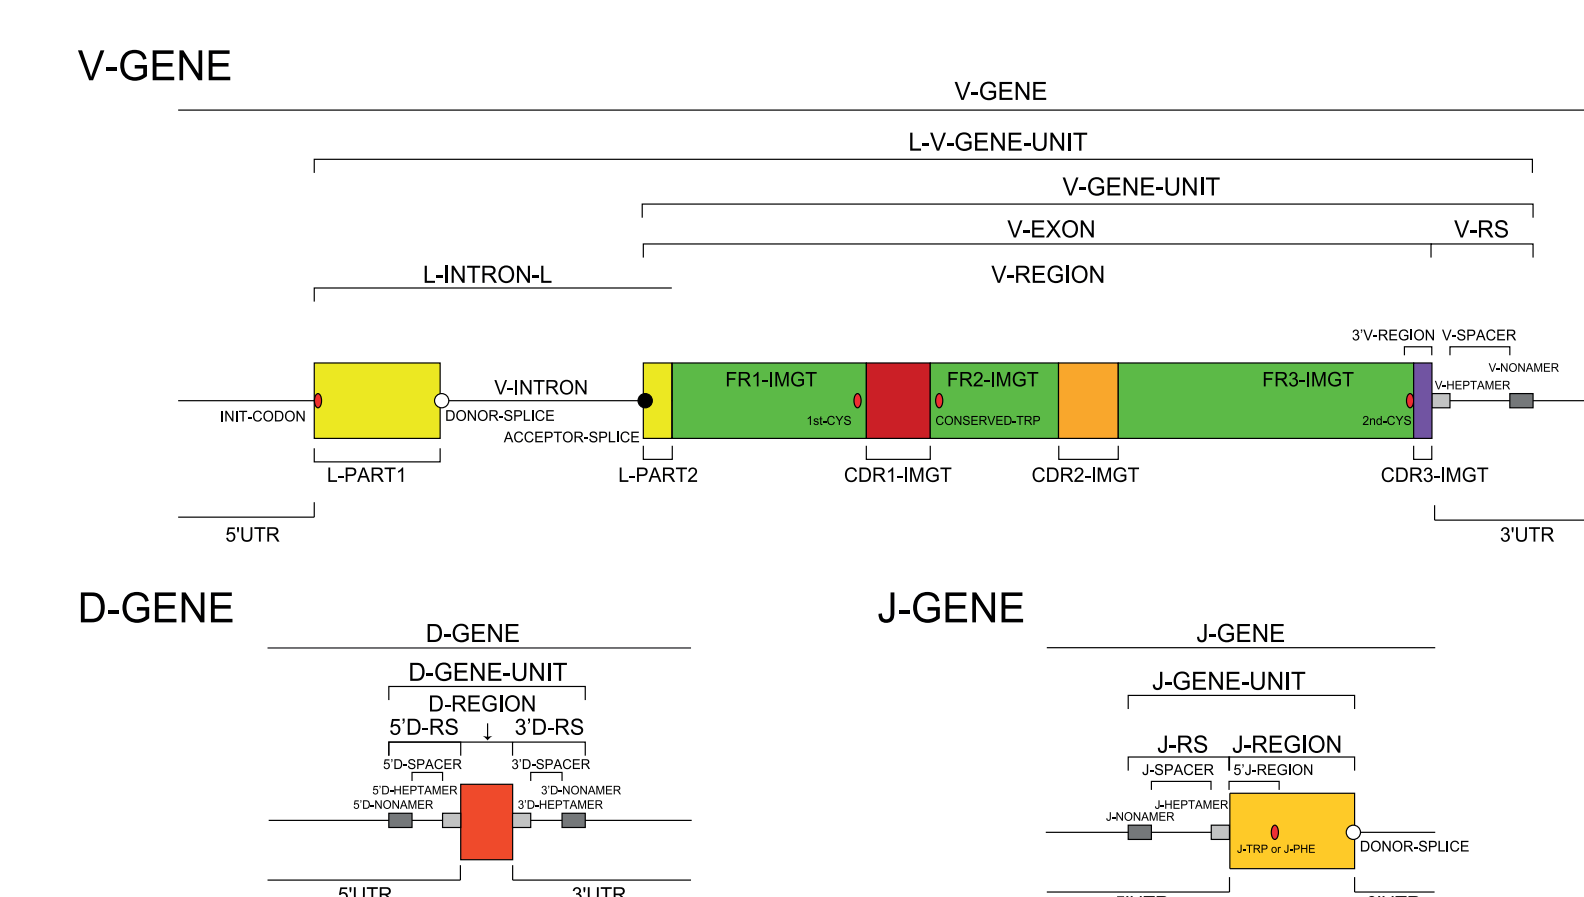 V-GENE
V-GENE
L-V-GENE-UNIT
V-GENE-UNIT
V-EXON V-RS
L-INTRON-L V-REGION
3'V-REGION V-SPACER
V-NONAMER
V-INTRON FR1-IMGT FR2-IMGT FR3-IMGT V-HEPTAMER
INIT-CODON DONOR-SPLICE 1st-CYS CONSERVED-TRP 2nd-CYS
ACCEPTOR-SPLICE
L-PART1 L-PART2 CDR1-IMGT CDR2-IMGT CDR3-IMGT
5'UTR 3'UTR
D-GENE
D-GENE
D-GENE-UNIT
D-REGION
5'D-RS 3'D-RS
5'D-SPACER 3'D-SPACER
5'D-HEPTAMER 3'D-NONAMER
5'D-NONAMER 3'D-HEPTAMER
5'UTR 3'UTR
J-GENE
J-GENE
J-GENE-UNIT
J-RS J-REGION
J-SPACER 5'J-REGION
J-HEPTAMER
J-NONAMER
J-TRP or J-PHE DONOR-SPLICE